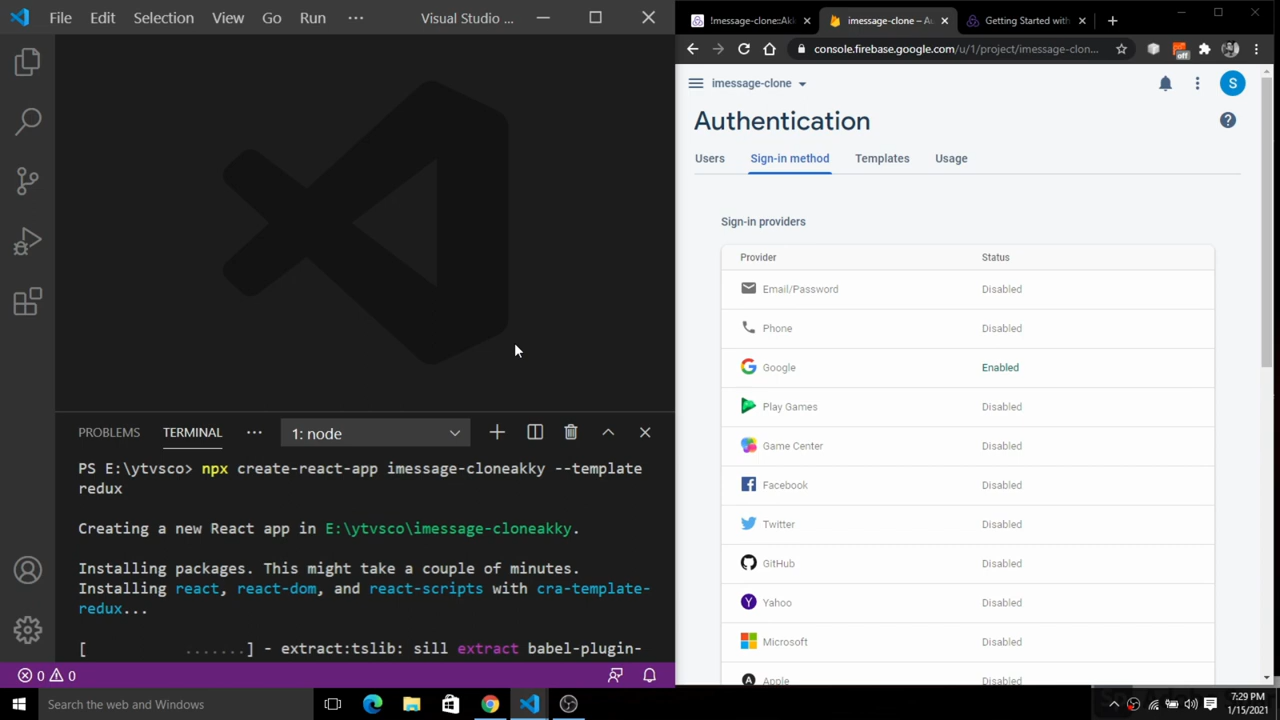 File Edit Selection View Go Run ··· Visual Studio ...
PROBLEMS TERMINAL ··· 1: node
PS E:\ytvsco> npx create-react-app imessage-cloneakky --template
redux
Creating a new React app in E:\ytvsco\imessage-cloneakky.
Installing packages. This might take a couple of minutes.
Installing react, react-dom, and react-scripts with cra-template-
redux...
[ .......] - extract:tslib: sill extract babel-plugin-
0 0
!message-clone::Ak
imessage-clone – A
Getting Started with
console.firebase.google.com/u/1/project/imessage-clon...
off
imessage-clone
S
Authentication
Users Sign-in method Templates Usage
Sign-in providers
Provider Status
Email/Password Disabled
Phone Disabled
Google Enabled
Play Games Disabled
Game Center Disabled
Facebook Disabled
Twitter Disabled
GitHub Disabled
Yahoo Disabled
Microsoft Disabled
Apple Disabled
Search the web and Windows
7:29 PM
1/15/2021